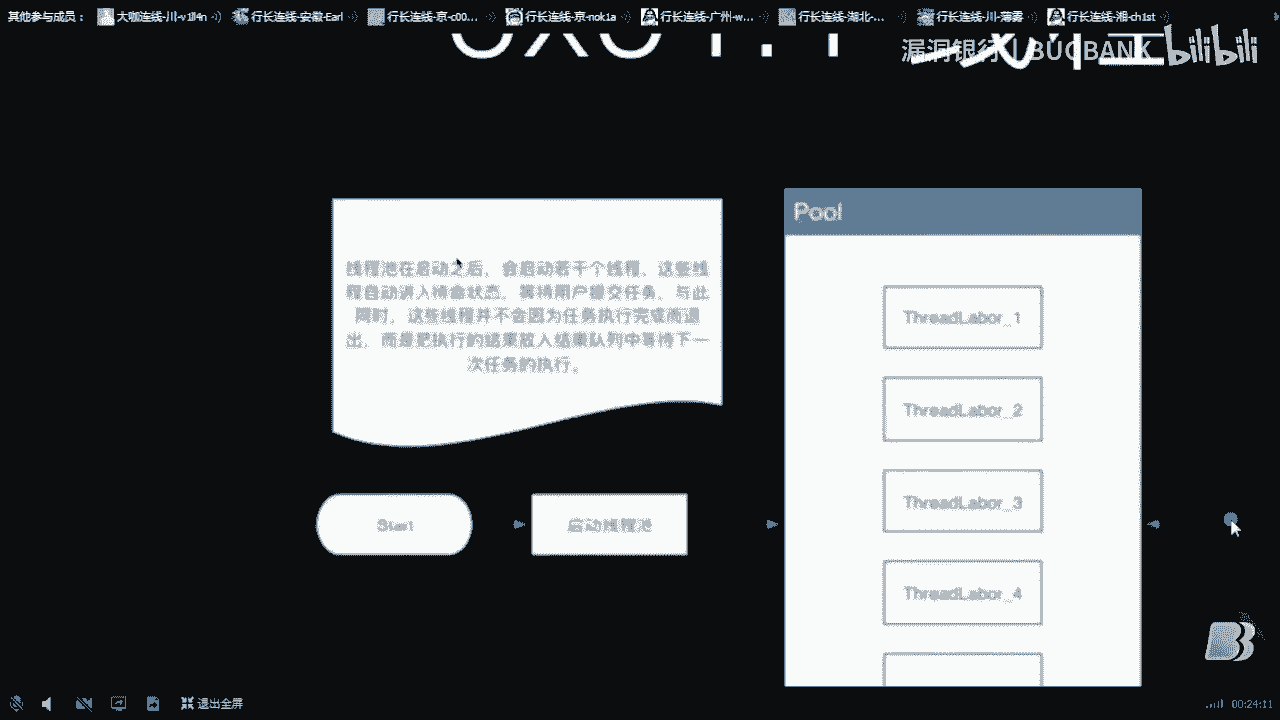 其他参与成员：
大咖连线-川-v1ll4n
行长连线-安徽-Earl
行长连线-京-c00...
行长连线-京-nok1a
行长连线-广州-w...
行长连线-湖北-...
行长连线-川-薄雾
行长连线-湘-ch1st
漏洞银行 | BUGBANK
bilibili
Pool
线程池在启动之后，会启动若干个线程，这些线
程自动进入待命状态，等待用户提交任务，与此
同时，这些线程并不会因为任务执行完成而退
出，而是把执行的结果放入结果队列中等待下一
次任务的执行。
ThreadLabor_1
ThreadLabor_2
ThreadLabor_3
ThreadLabor_4
Start
启动线程池
退出全屏
00:24:11